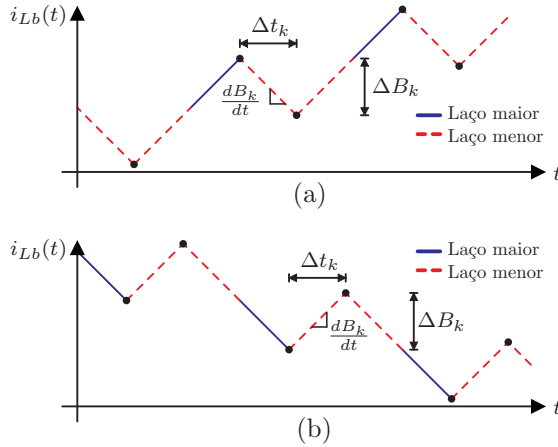 i_{Lb}(t)
Δt_k
dB_k
dt
ΔB_k
Laço maior
Laço menor
t
(a)
i_{Lb}(t)
Laço maior
Laço menor
Δt_k
dB_k
dt
ΔB_k
t
(b)